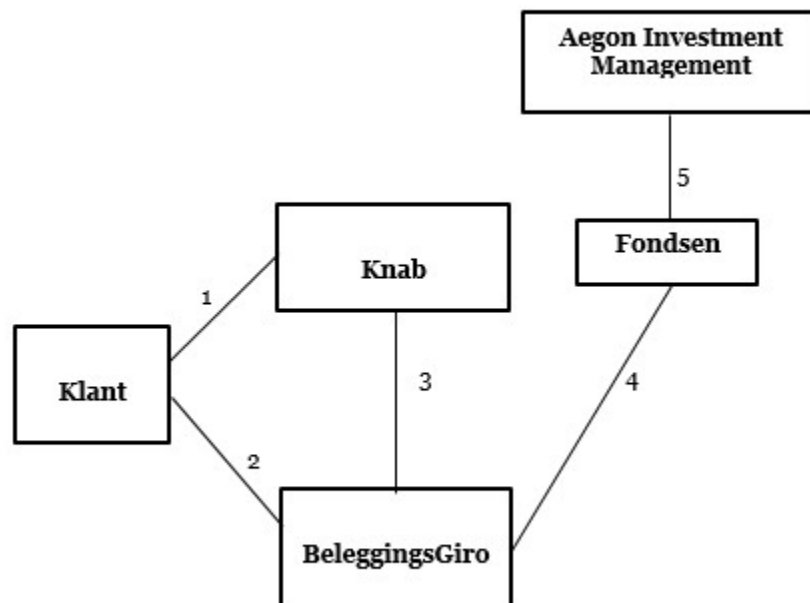 Aegon Investment
Management
5
Fondsen
Knab
1
3
4
Klant
2
BeleggingsGiro